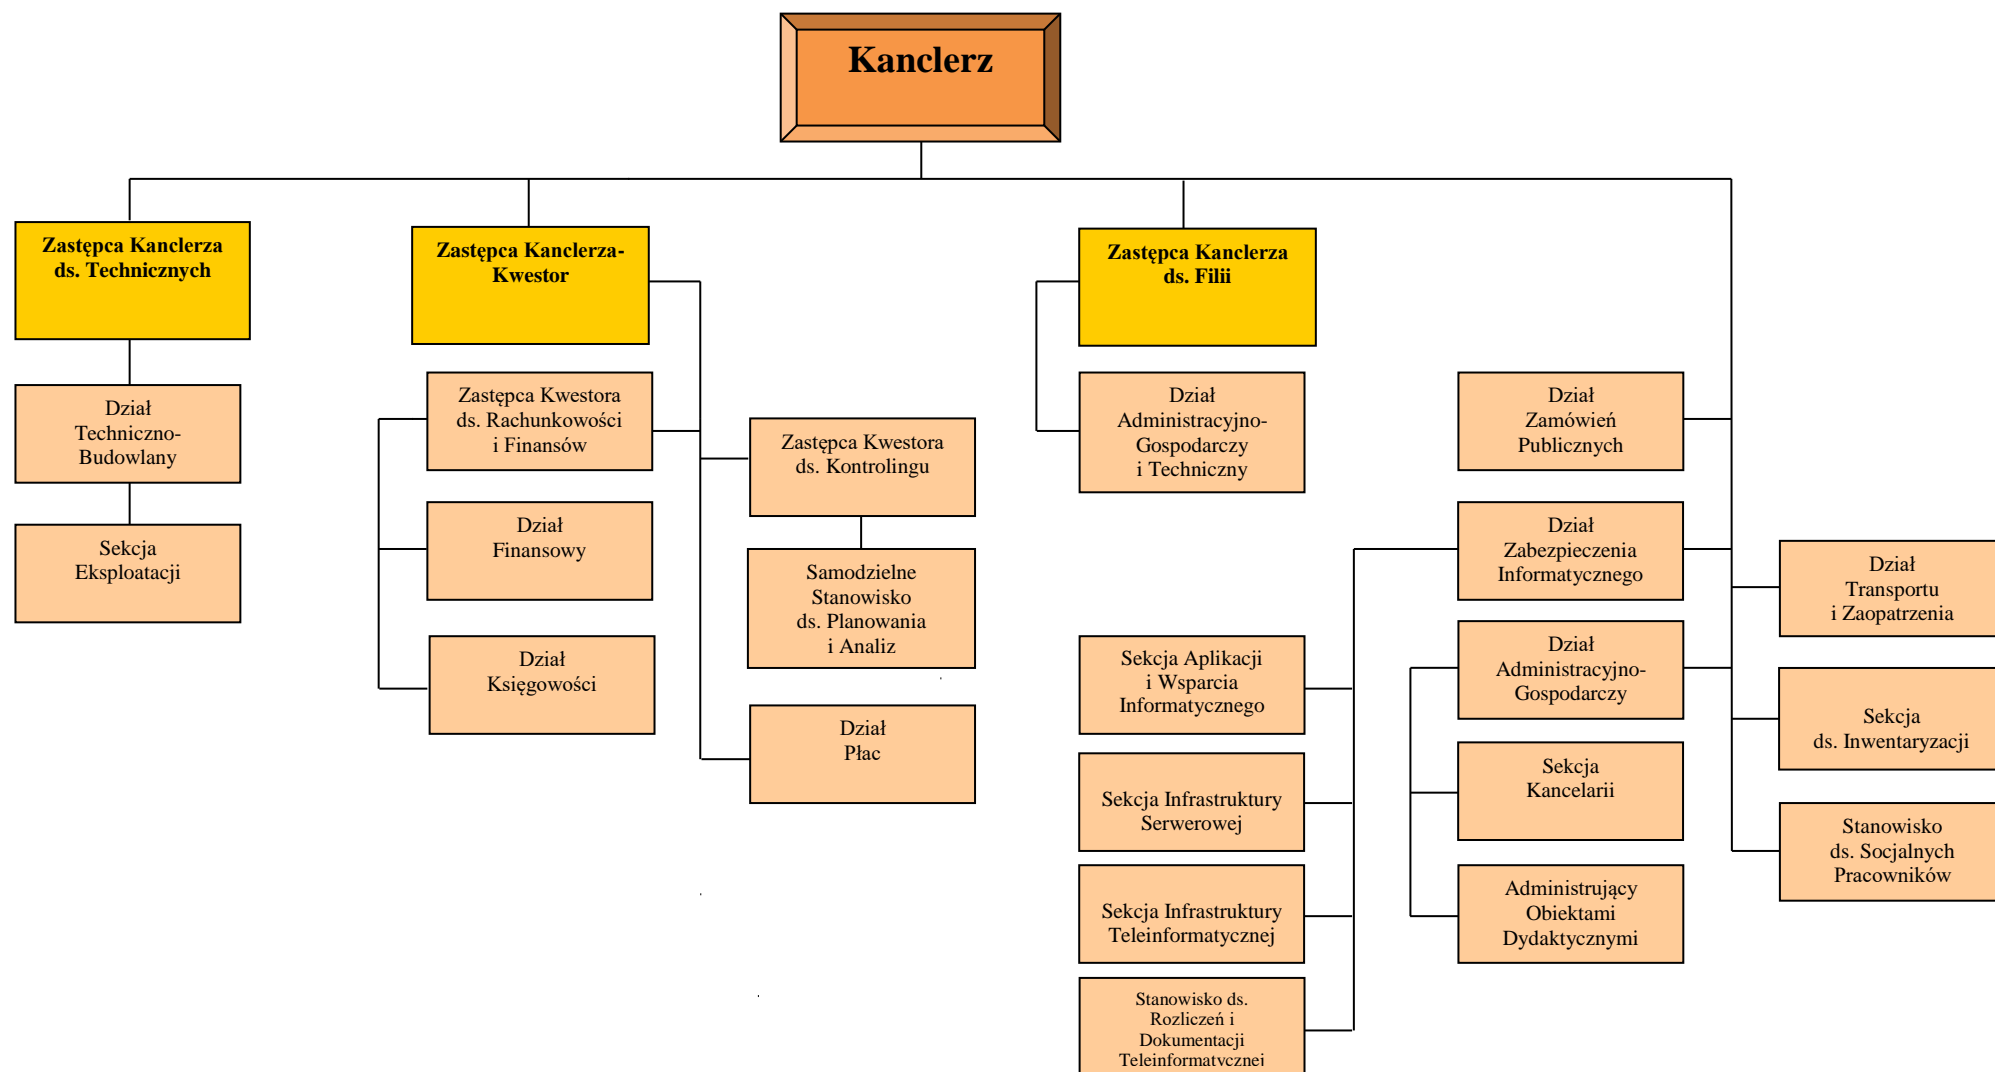 Kanclerz
Zastępca Kanclerza
ds. Technicznych
Zastępca Kanclerza-
Kwestor
Zastępca Kanclerza
ds. Filii
Dział
Techniczno-
Budowlany
Sekcja
Eksploatacji
Zastępca Kwestora
ds. Rachunkowości
i Finansów
Dział
Finansowy
Dział
Księgowości
Zastępca Kwestora
ds. Kontrolingu
Samodzielne
Stanowisko
ds. Planowania
i Analiz
Dział
Płac
Dział
Administracyjno-
Gospodarczy
i Techniczny
Sekcja Aplikacji
i Wsparcia
Informatycznego
Sekcja Infrastruktury
Serwerowej
Sekcja Infrastruktury
Teleinformatycznej
Stanowisko ds.
Rozliczeń i
Dokumentacji
Teleinformatycznej
Dział
Zamówień
Publicznych
Dział
Zabezpieczenia
Informatycznego
Dział
Administracyjno-
Gospodarczy
Sekcja
Kancelarii
Administrujący
Obiektami
Dydaktycznymi
Dział
Transportu
i Zaopatrzenia
Sekcja
ds. Inwentaryzacji
Stanowisko
ds. Socjalnych
Pracowników